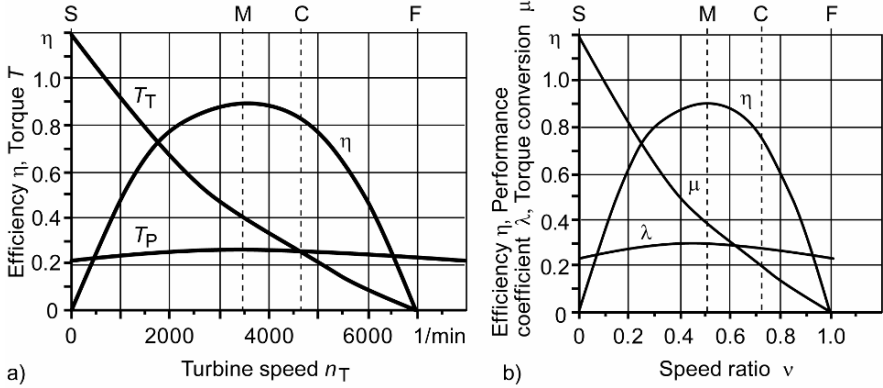 S M C F
η
1.0
0.8
0.6
0.4
0.2
0
Efficiency η, Torque T
T_T
η
T_P
0 2000 4000 6000 1/min
Turbine speed n_T
a)
S M C F
η
1.0
0.8
0.6
0.4
0.2
0
Efficiency η, Performance
coefficient λ, Torque conversion μ
η
μ
λ
0 0.2 0.4 0.6 0.8 1.0
Speed ratio ν
b)